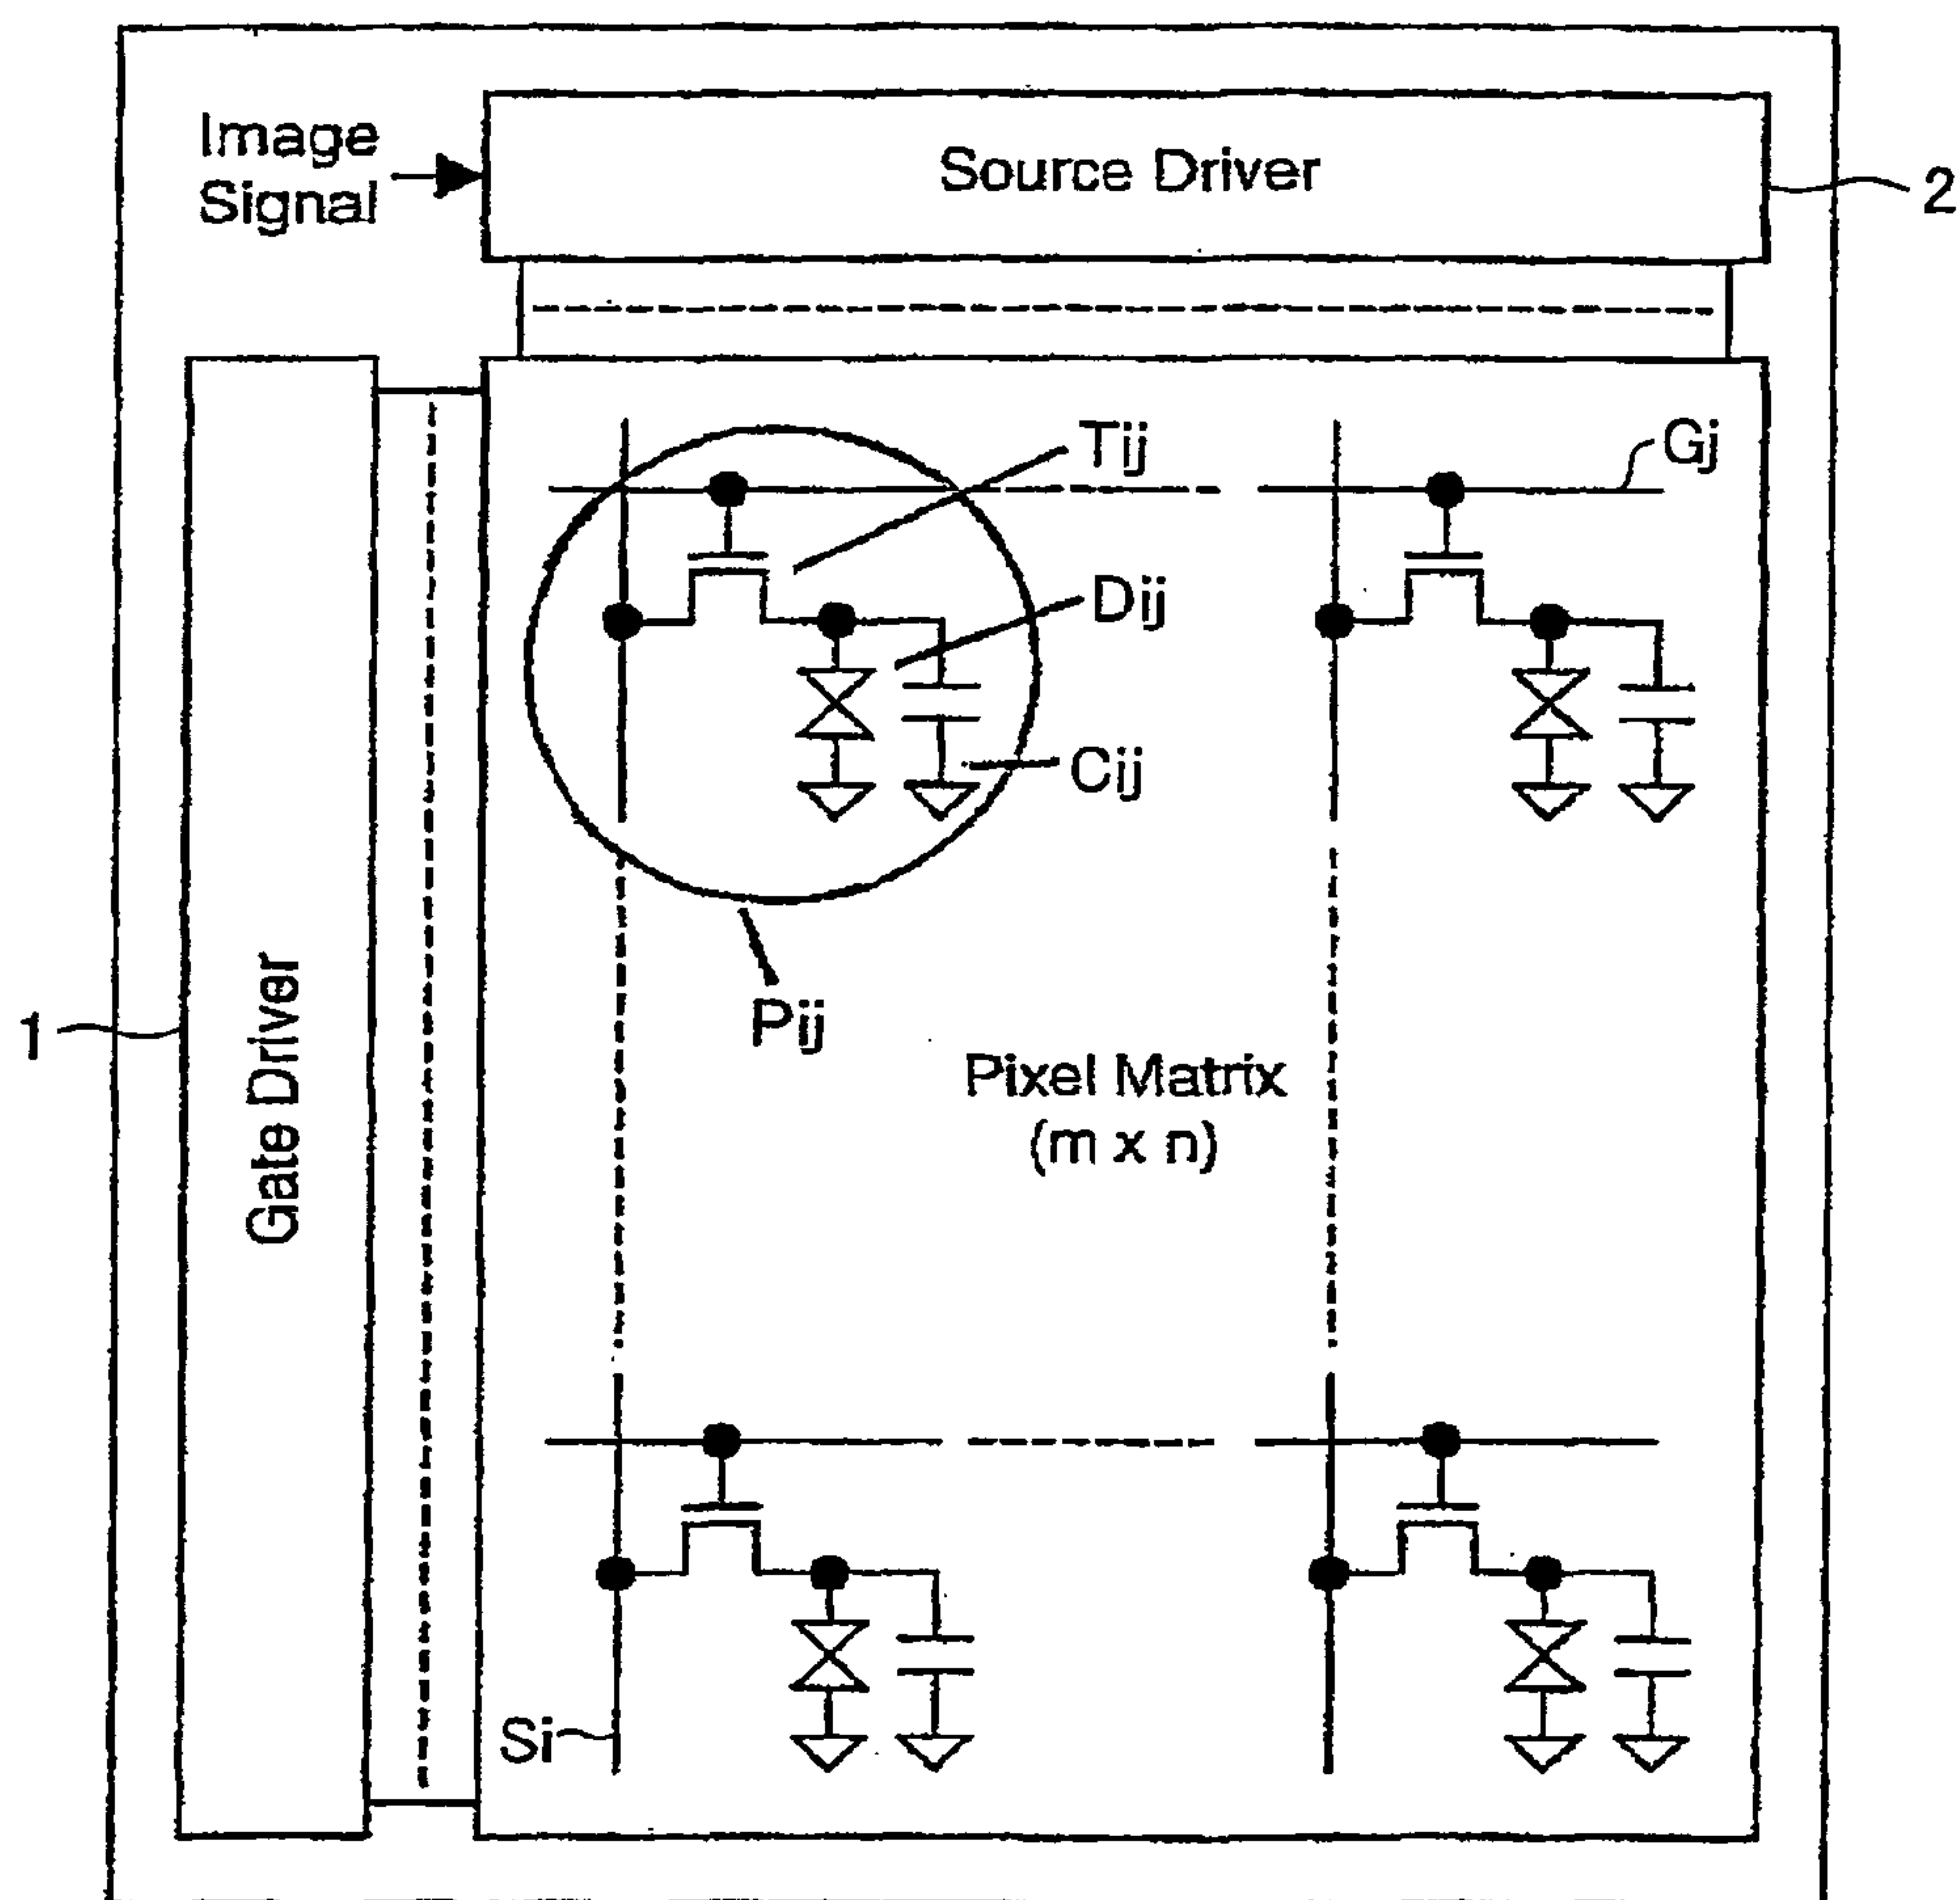 Image
Signal
Source Driver
2
Tij
Gj
Dij
Cij
Pij
1
Gate Driver
Pixel Matrix
(m x n)
Si